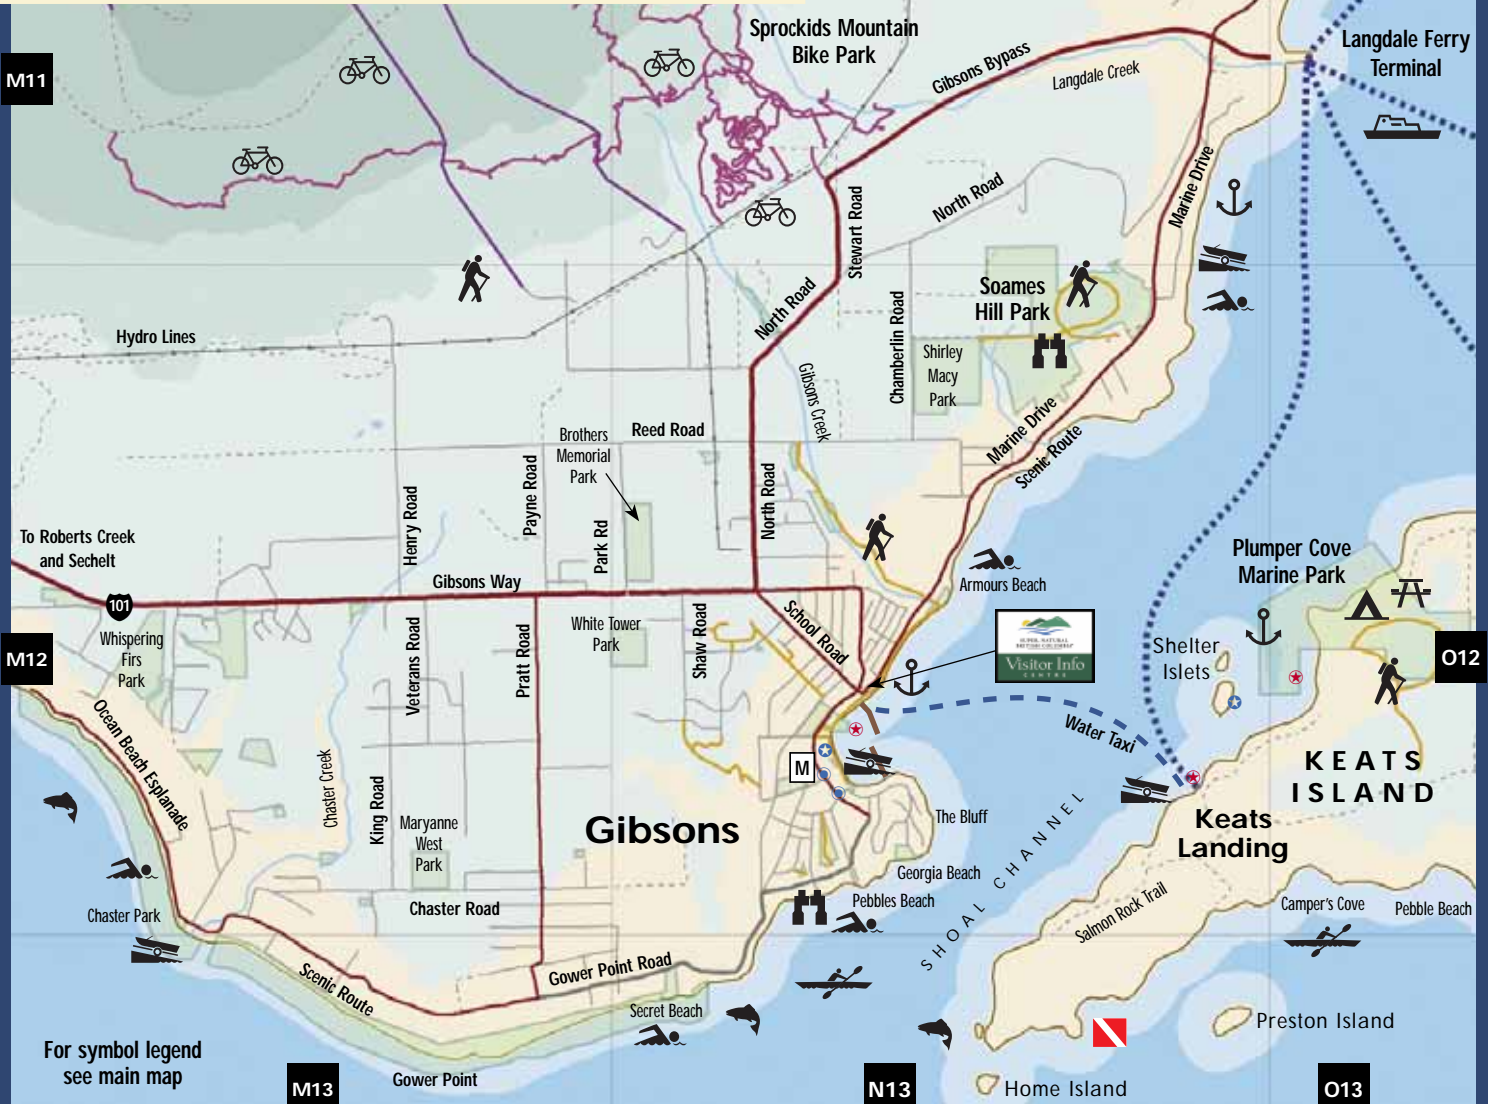 Sprockids Mountain
Bike Park
Langdale Ferry
Terminal
M11
Gibsons Bypass
Langdale Creek
Marine Drive
North Road
Stewart Road
Soames
Hill Park
North Road
Hydro Lines
Chamberlin Road
Shirley
Macy
Park
Gibsons Creek
Marine Drive
Scenic Route
Reed Road
Brothers
Memorial
Park
Payne Road
Henry Road
North Road
Park Rd
To Roberts Creek
and Sechelt
Plumper Cove
Marine Park
Armours Beach
Gibsons Way
101
School Road
SUPER, NATURAL
BRITISH COLUMBIA
Visitor Info
CENTRE
Whispering
Firs
Park
White Tower
Park
Shaw Road
Pratt Road
Veterans Road
Shelter
Islets
M12
O12
Ocean Beach Esplanade
Water Taxi
KEATS
ISLAND
Chaster Creek
King Road
M
Maryanne
West
Park
Gibsons
The Bluff
Keats
Landing
SHOAL CHANNEL
Georgia Beach
Pebbles Beach
Chaster Road
Chaster Park
Salmon Rock Trail
Camper's Cove
Pebble Beach
Gower Point Road
Scenic Route
Secret Beach
Preston Island
For symbol legend
see main map
Gower Point
M13
N13
Home Island
O13